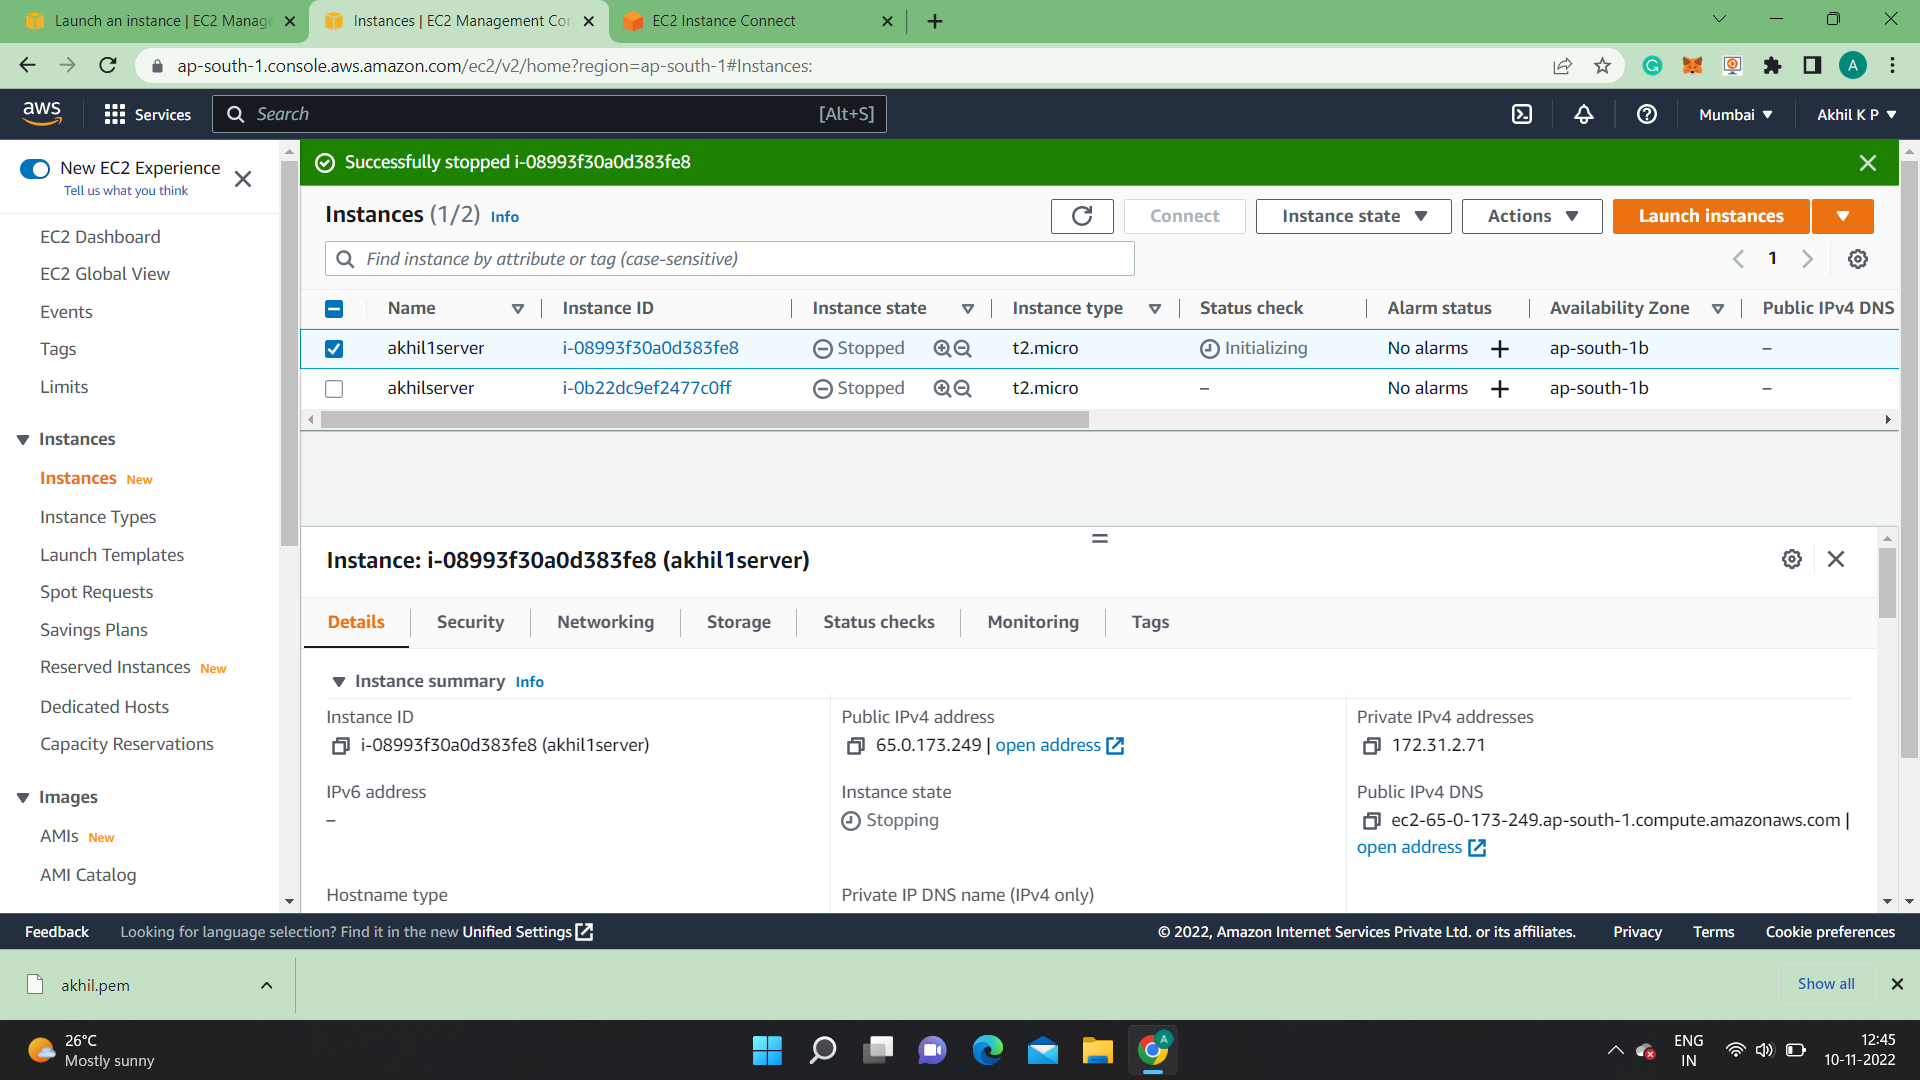 Launch an instance | EC2 Manage
Instances | EC2 Management Con
EC2 Instance Connect
ap-south-1.console.aws.amazon.com/ec2/v2/home?region=ap-south-1#Instances:
A
aws
Services
Search
[Alt+S]
Mumbai
Akhil K P
New EC2 Experience
Tell us what you think
EC2 Dashboard
EC2 Global View
Events
Tags
Limits
Instances
Instances New
Instance Types
Launch Templates
Spot Requests
Savings Plans
Reserved Instances New
Dedicated Hosts
Capacity Reservations
Images
AMIs New
AMI Catalog
Successfully stopped i-08993f30a0d383fe8
Instances (1/2) Info
Connect
Instance state
Actions
Launch instances
Find instance by attribute or tag (case-sensitive)
1
Name Instance ID Instance state Instance type Status check Alarm status Availability Zone Public IPv4 DNS
akhil1server i-08993f30a0d383fe8 Stopped t2.micro Initializing No alarms ap-south-1b –
akhilserver i-0b22dc9ef2477c0ff Stopped t2.micro – No alarms ap-south-1b –
Instance: i-08993f30a0d383fe8 (akhil1server)
Details Security Networking Storage Status checks Monitoring Tags
Instance summary Info
Instance ID
i-08993f30a0d383fe8 (akhil1server)
Public IPv4 address
65.0.173.249 | open address
Private IPv4 addresses
172.31.2.71
IPv6 address
–
Instance state
Stopping
Public IPv4 DNS
ec2-65-0-173-249.ap-south-1.compute.amazonaws.com |
open address
Hostname type
Private IP DNS name (IPv4 only)
Feedback
Looking for language selection? Find it in the new Unified Settings
© 2022, Amazon Internet Services Private Ltd. or its affiliates.
Privacy
Terms
Cookie preferences
akhil.pem
Show all
26°C
Mostly sunny
A
ENG
IN
12:45
10-11-2022